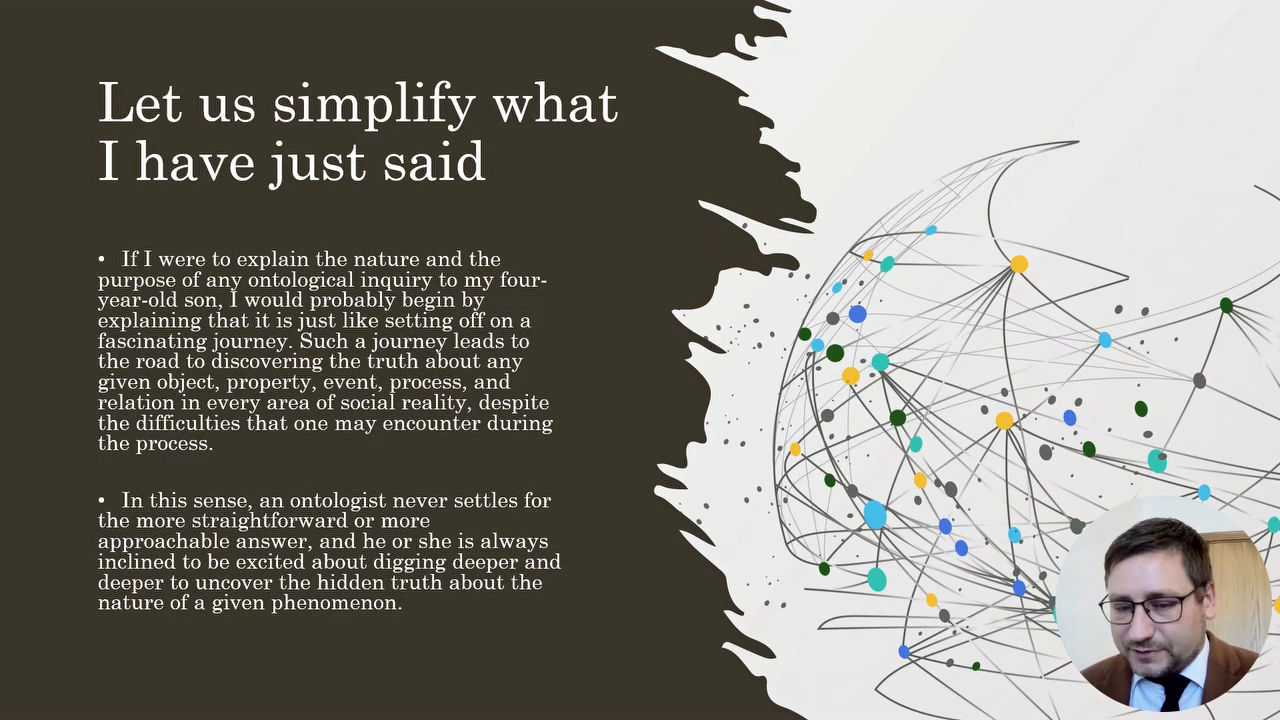 Let us simplify what
I have just said
• If I were to explain the nature and the
purpose of any ontological inquiry to my four-
year-old son, I would probably begin by
explaining that it is just like setting off on a
fascinating journey. Such a journey leads to
the road to discovering the truth about any
given object, property, event, process, and
relation in every area of social reality, despite
the difficulties that one may encounter during
the process.
• In this sense, an ontologist never settles for
the more straightforward or more
approachable answer, and he or she is always
inclined to be excited about digging deeper and
deeper to uncover the hidden truth about the
nature of a given phenomenon.